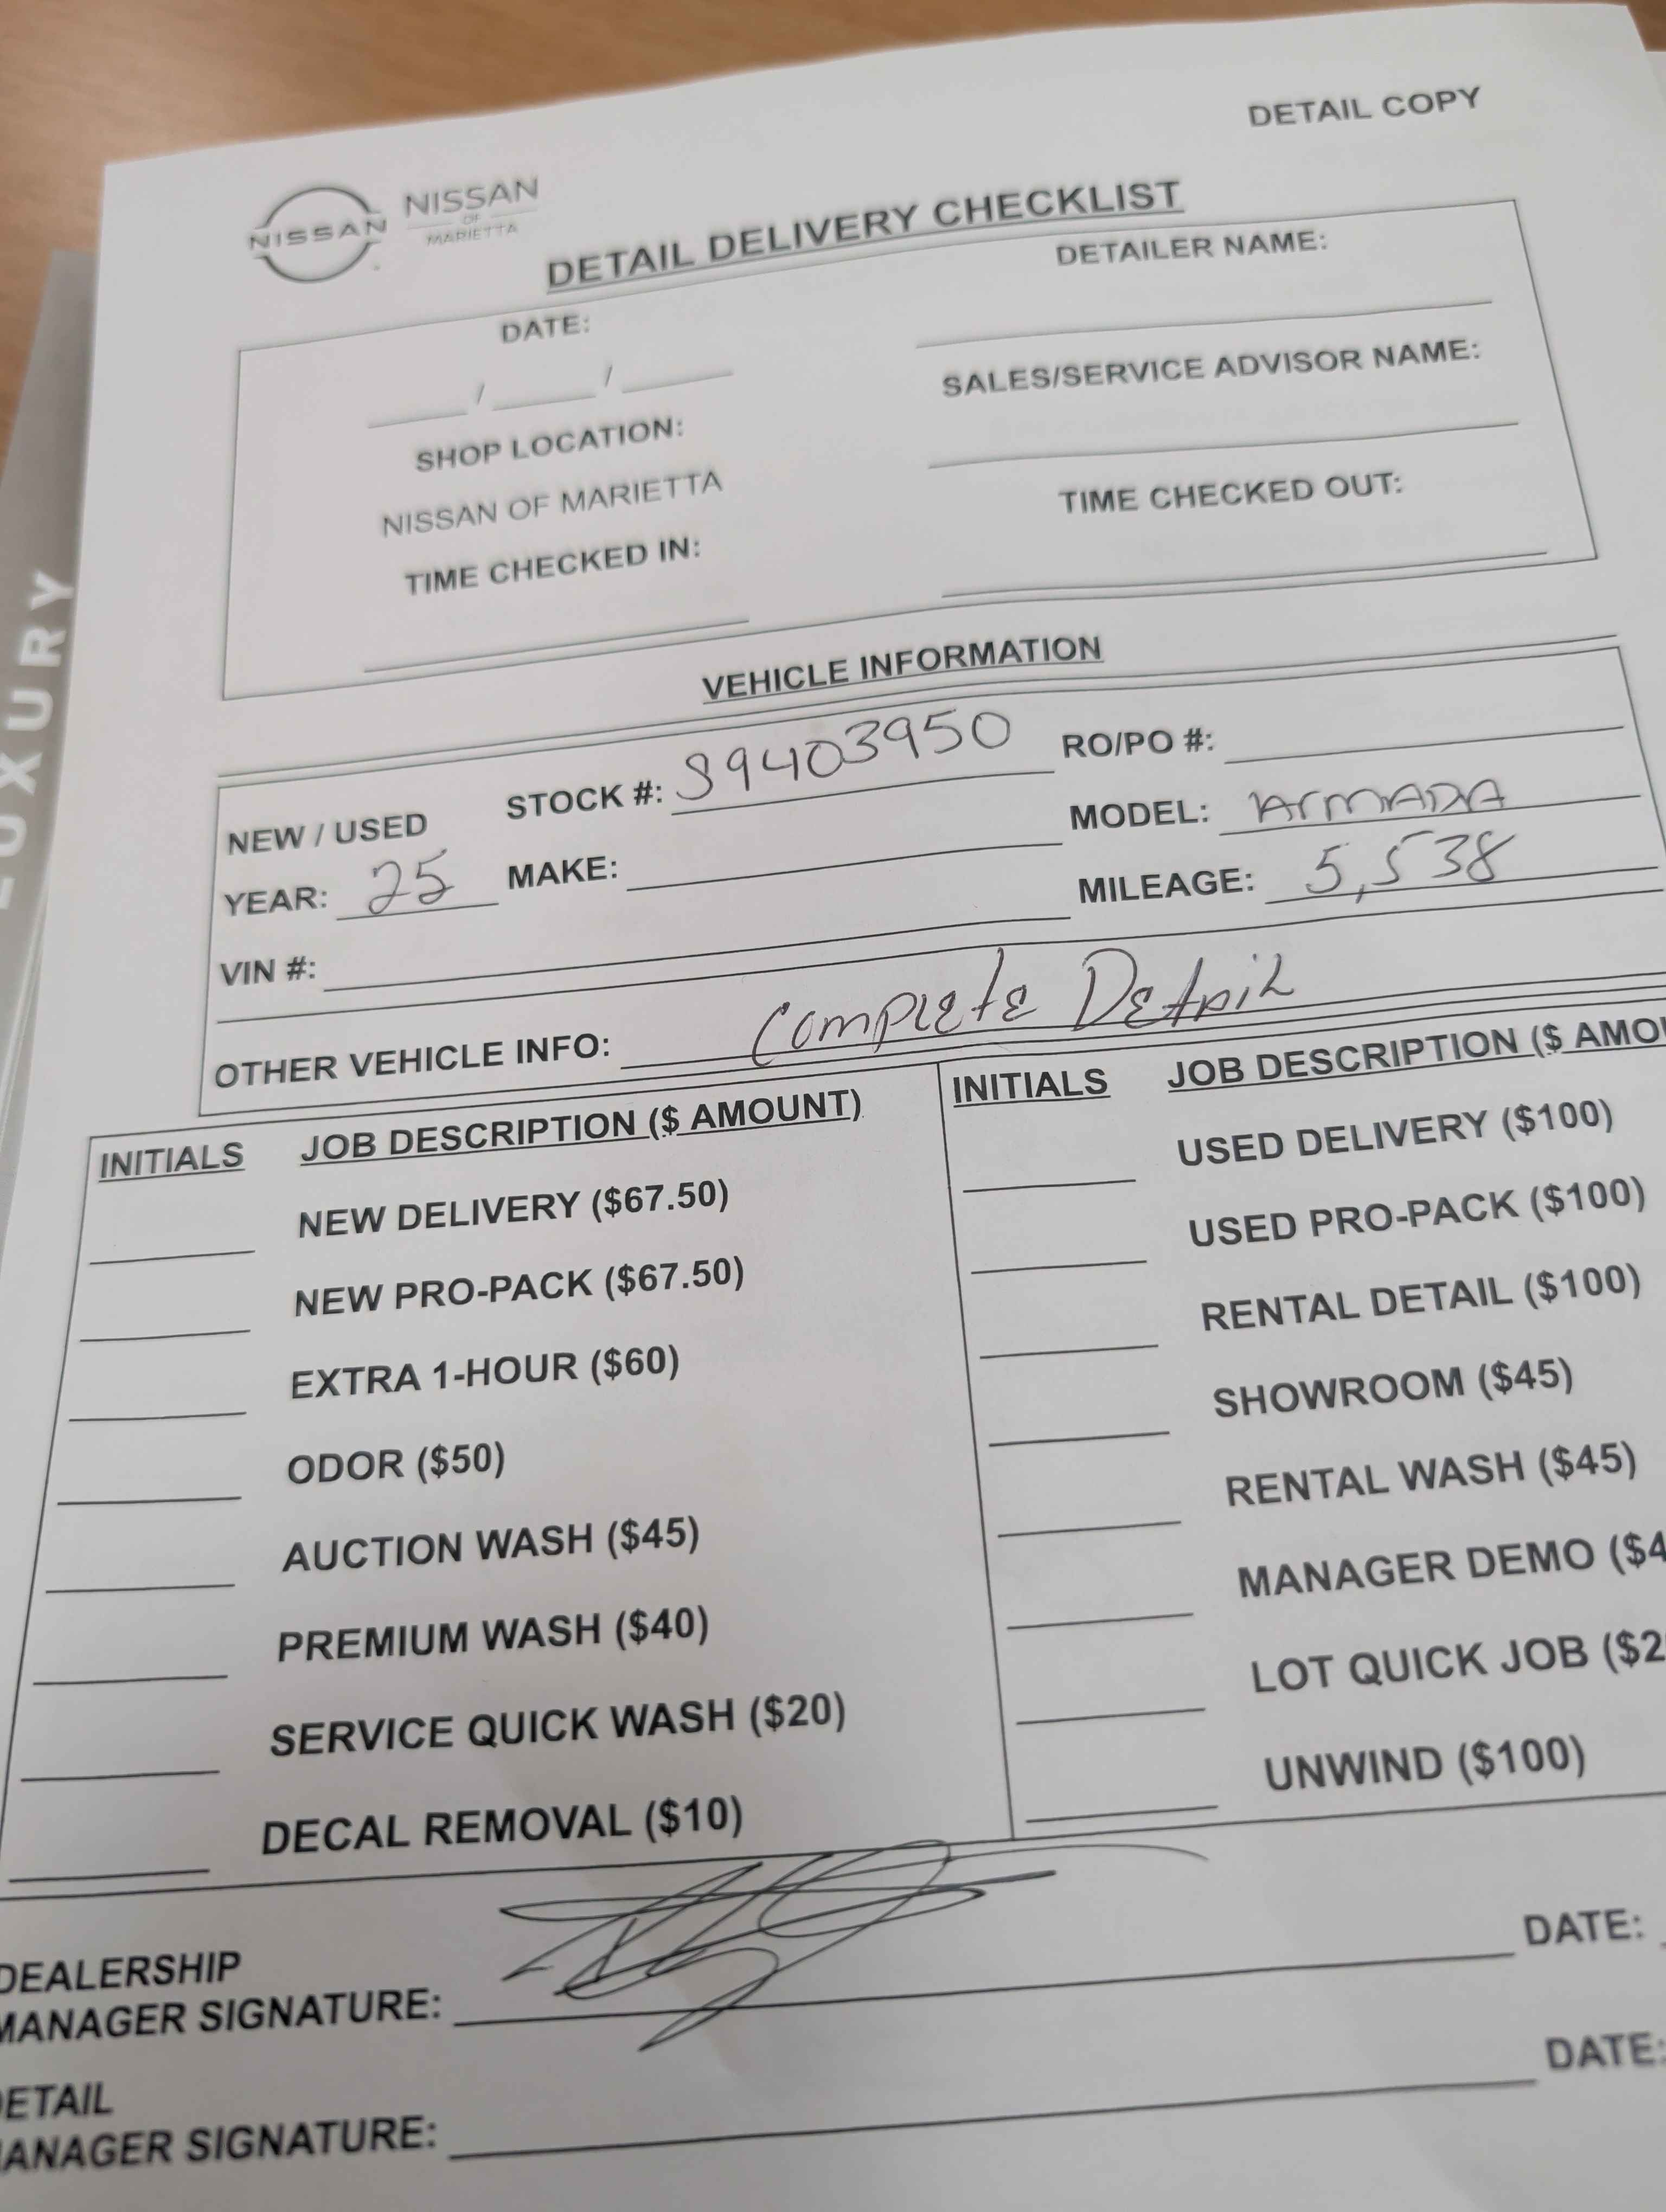 DETAIL COPY
NISSAN
NISSAN
OF
MARIETTA
DETAIL DELIVERY CHECKLIST
DATE:
/ /
SHOP LOCATION:
NISSAN OF MARIETTA
TIME CHECKED IN:
DETAILER NAME:
SALES/SERVICE ADVISOR NAME:
TIME CHECKED OUT:
VEHICLE INFORMATION
NEW / USED STOCK #: S9403950 RO/PO #:
YEAR: 25 MAKE: MODEL: ArmADA
VIN #: MILEAGE: 5,538
OTHER VEHICLE INFO: Complete Detail
INITIALS JOB DESCRIPTION ($ AMOUNT)
NEW DELIVERY ($67.50)
NEW PRO-PACK ($67.50)
EXTRA 1-HOUR ($60)
ODOR ($50)
AUCTION WASH ($45)
PREMIUM WASH ($40)
SERVICE QUICK WASH ($20)
DECAL REMOVAL ($10)
INITIALS JOB DESCRIPTION ($ AMOU
USED DELIVERY ($100)
USED PRO-PACK ($100)
RENTAL DETAIL ($100)
SHOWROOM ($45)
RENTAL WASH ($45)
MANAGER DEMO ($4
LOT QUICK JOB ($2
UNWIND ($100)
DEALERSHIP
MANAGER SIGNATURE: DATE:
DETAIL
MANAGER SIGNATURE: DATE:
LUXURY